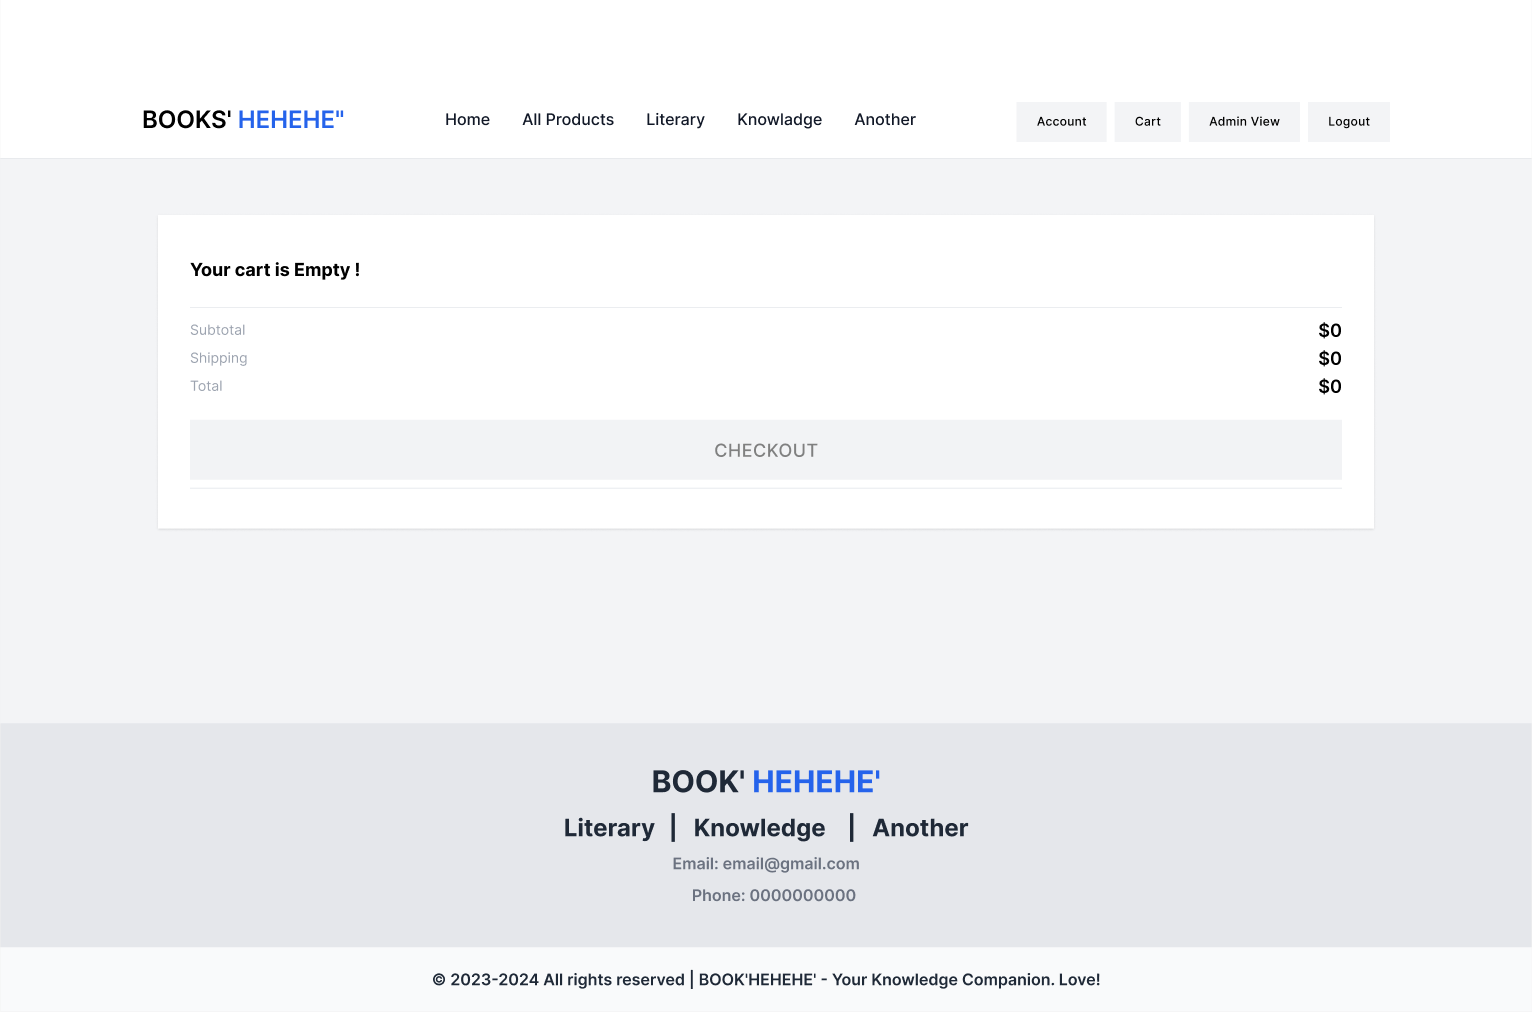 BOOKS' HEHEHE" Home All Products Literary Knowladge Another Account Cart Admin View Logout
Your cart is Empty !
Subtotal $0
Shipping $0
Total $0
CHECKOUT
BOOK' HEHEHE'
Literary | Knowledge | Another
Email: email@gmail.com
Phone: 0000000000
© 2023-2024 All rights reserved | BOOK'HEHEHE' - Your Knowledge Companion. Love!